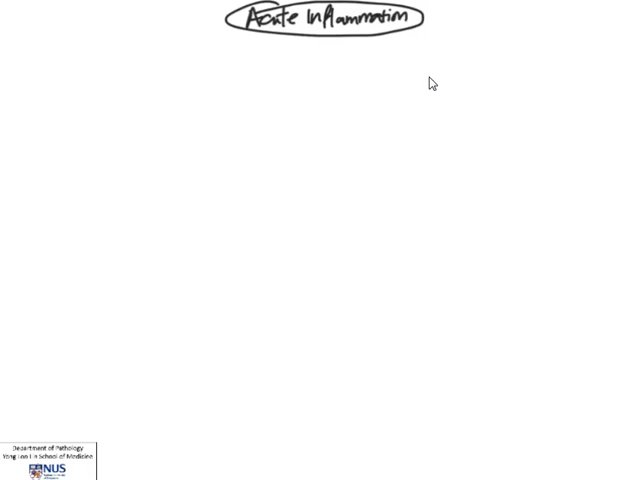 Acute Inflammation
Department of Pathology
Yong Loo Lin School of Medicine
NUS